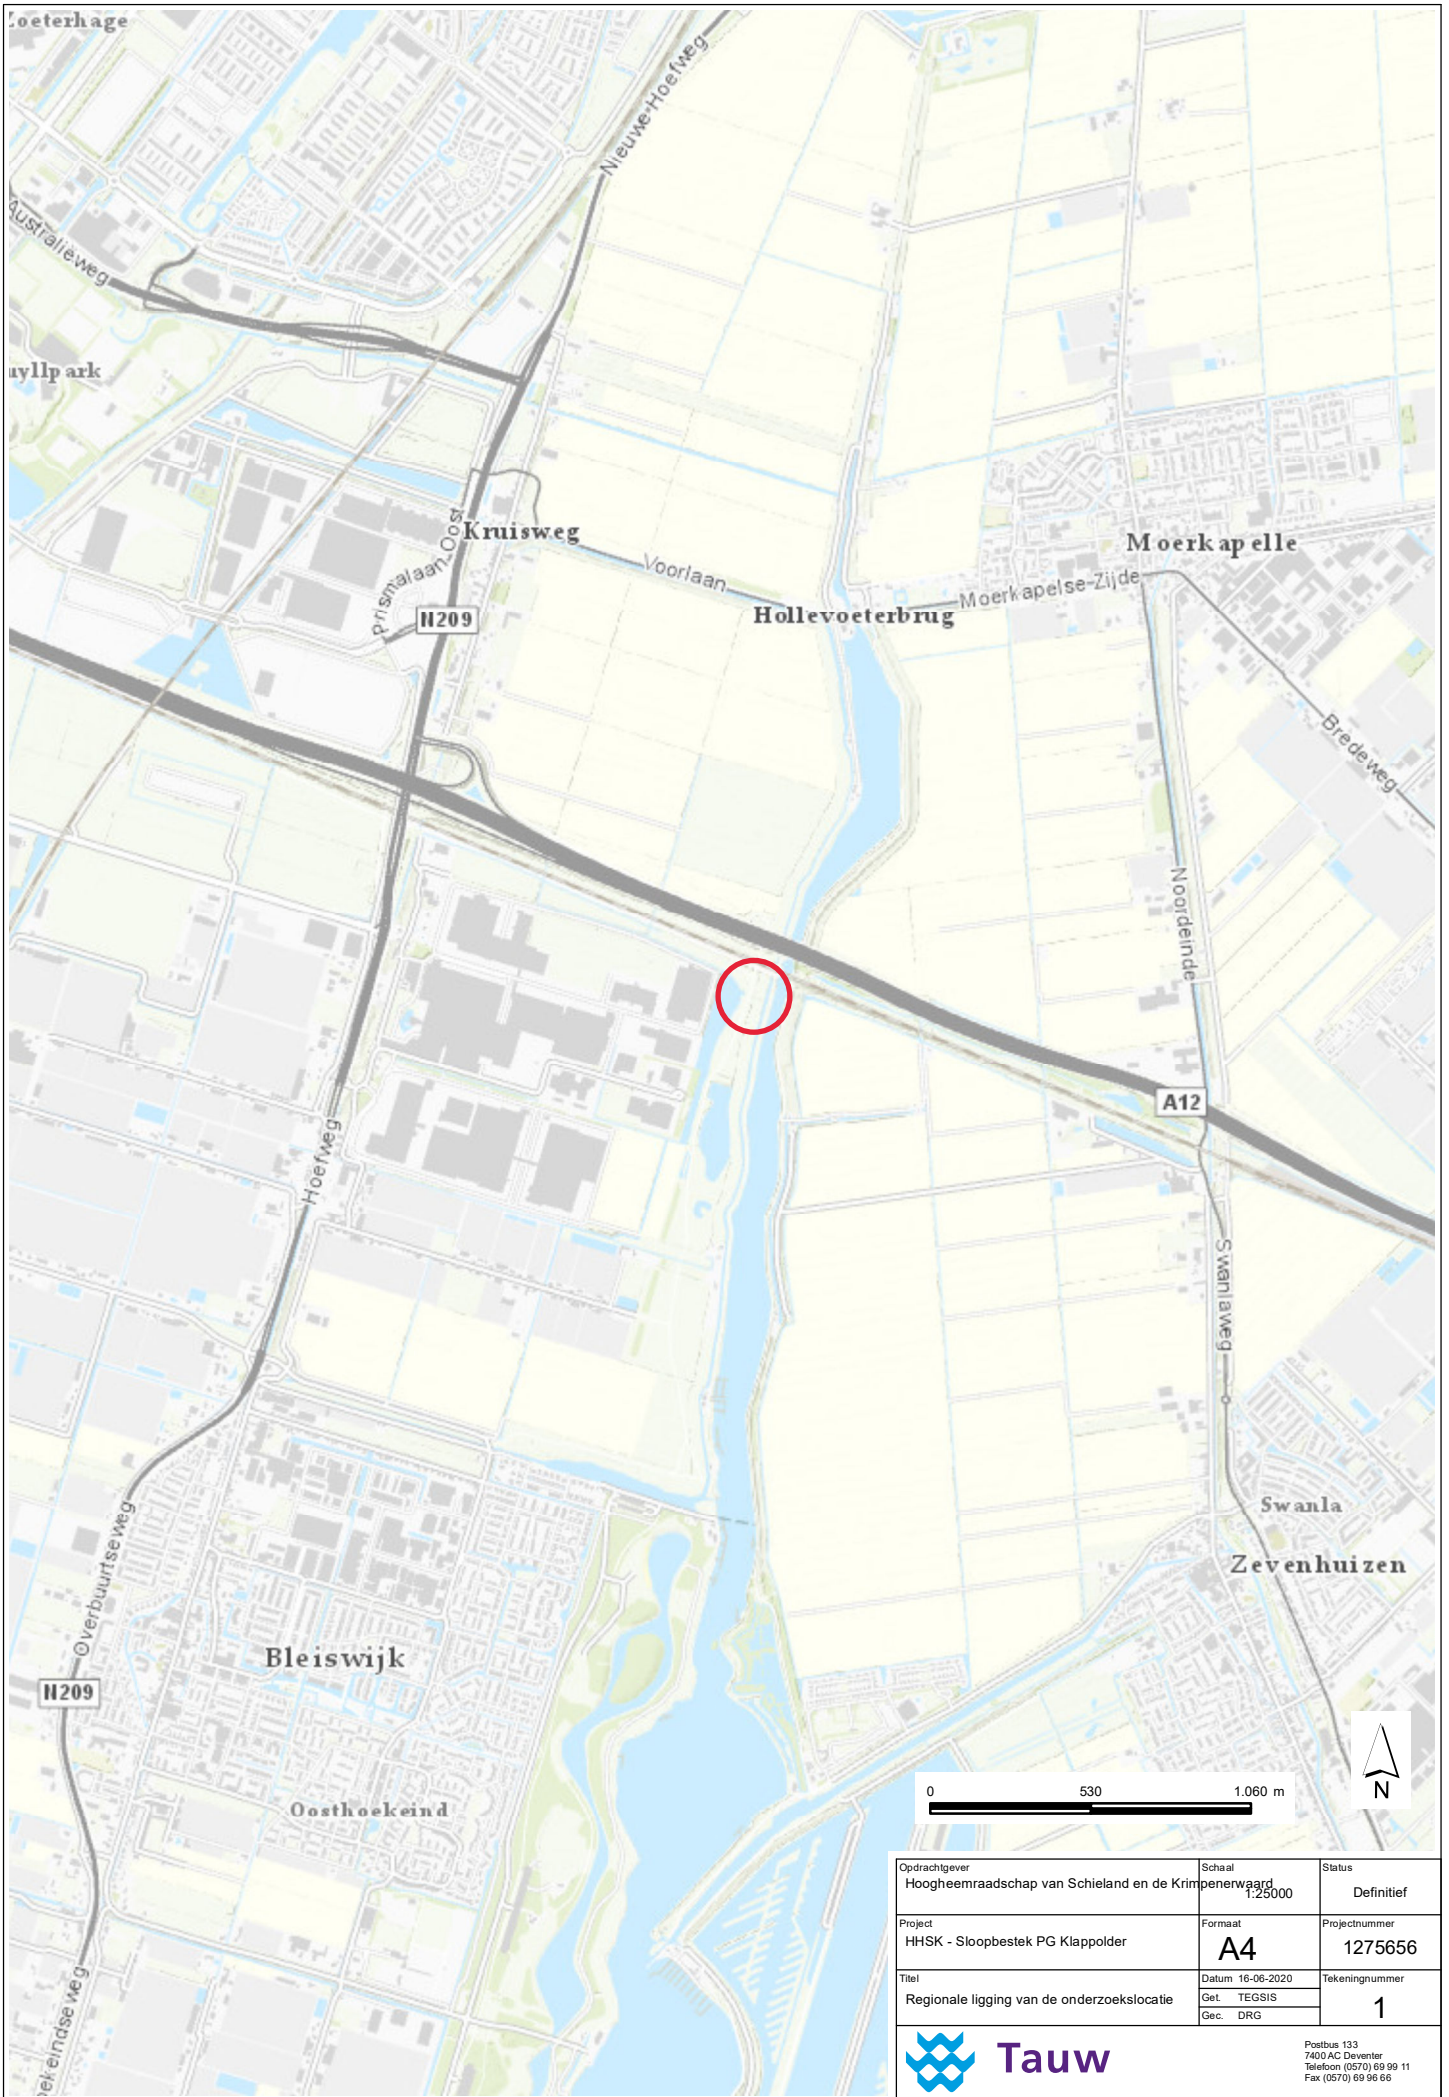 Zoeterhage
Nieuwe-Hoefweg
Australieweg
uyllpark
Prismalaan-Oost
Kruisweg
Voorlaan
N209
Hollevoeterbrug
Moerkapelse-Zijde
Moerkapelle
Bredeweg
Noordeinde
A12
Hoefweg
Swanlaweg
Swanla
Zevenhuizen
Overbuurtseweg
Bleiswijk
N209
Oosthoekeind
oekeindseweg
N
0 530 1.060 m
Opdrachtgever
Hoogheemraadschap van Schieland en de Krimpenerwaard
Schaal
1:25000
Status
Definitief
Project
HHSK - Sloopbestek PG Klappolder
Formaat
A4
Projectnummer
1275656
Titel
Regionale ligging van de onderzoekslocatie
Datum 16-06-2020
Get. TEGSIS
Gec. DRG
Tekeningnummer
1
Tauw
Postbus 133
7400 AC Deventer
Telefoon (0570) 69 99 11
Fax (0570) 69 96 66